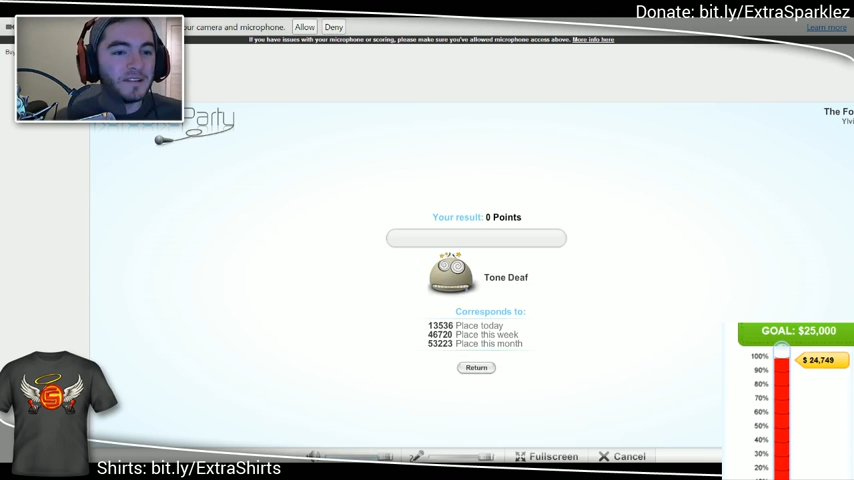 Donate: bit.ly/ExtraSparklez
our camera and microphone. Allow Deny Learn more
If you have issues with your microphone or scoring, please make sure you've allowed microphone access above. More info here
Party
The Fo
Ylvi
Your result: 0 Points
Tone Deaf
Corresponds to:
13536 Place today
46720 Place this week
53223 Place this month
Return
GOAL: $25,000
100%
$ 24,749
90%
80%
70%
60%
50%
40%
30%
20%
Fullscreen Cancel
Shirts: bit.ly/ExtraShirts